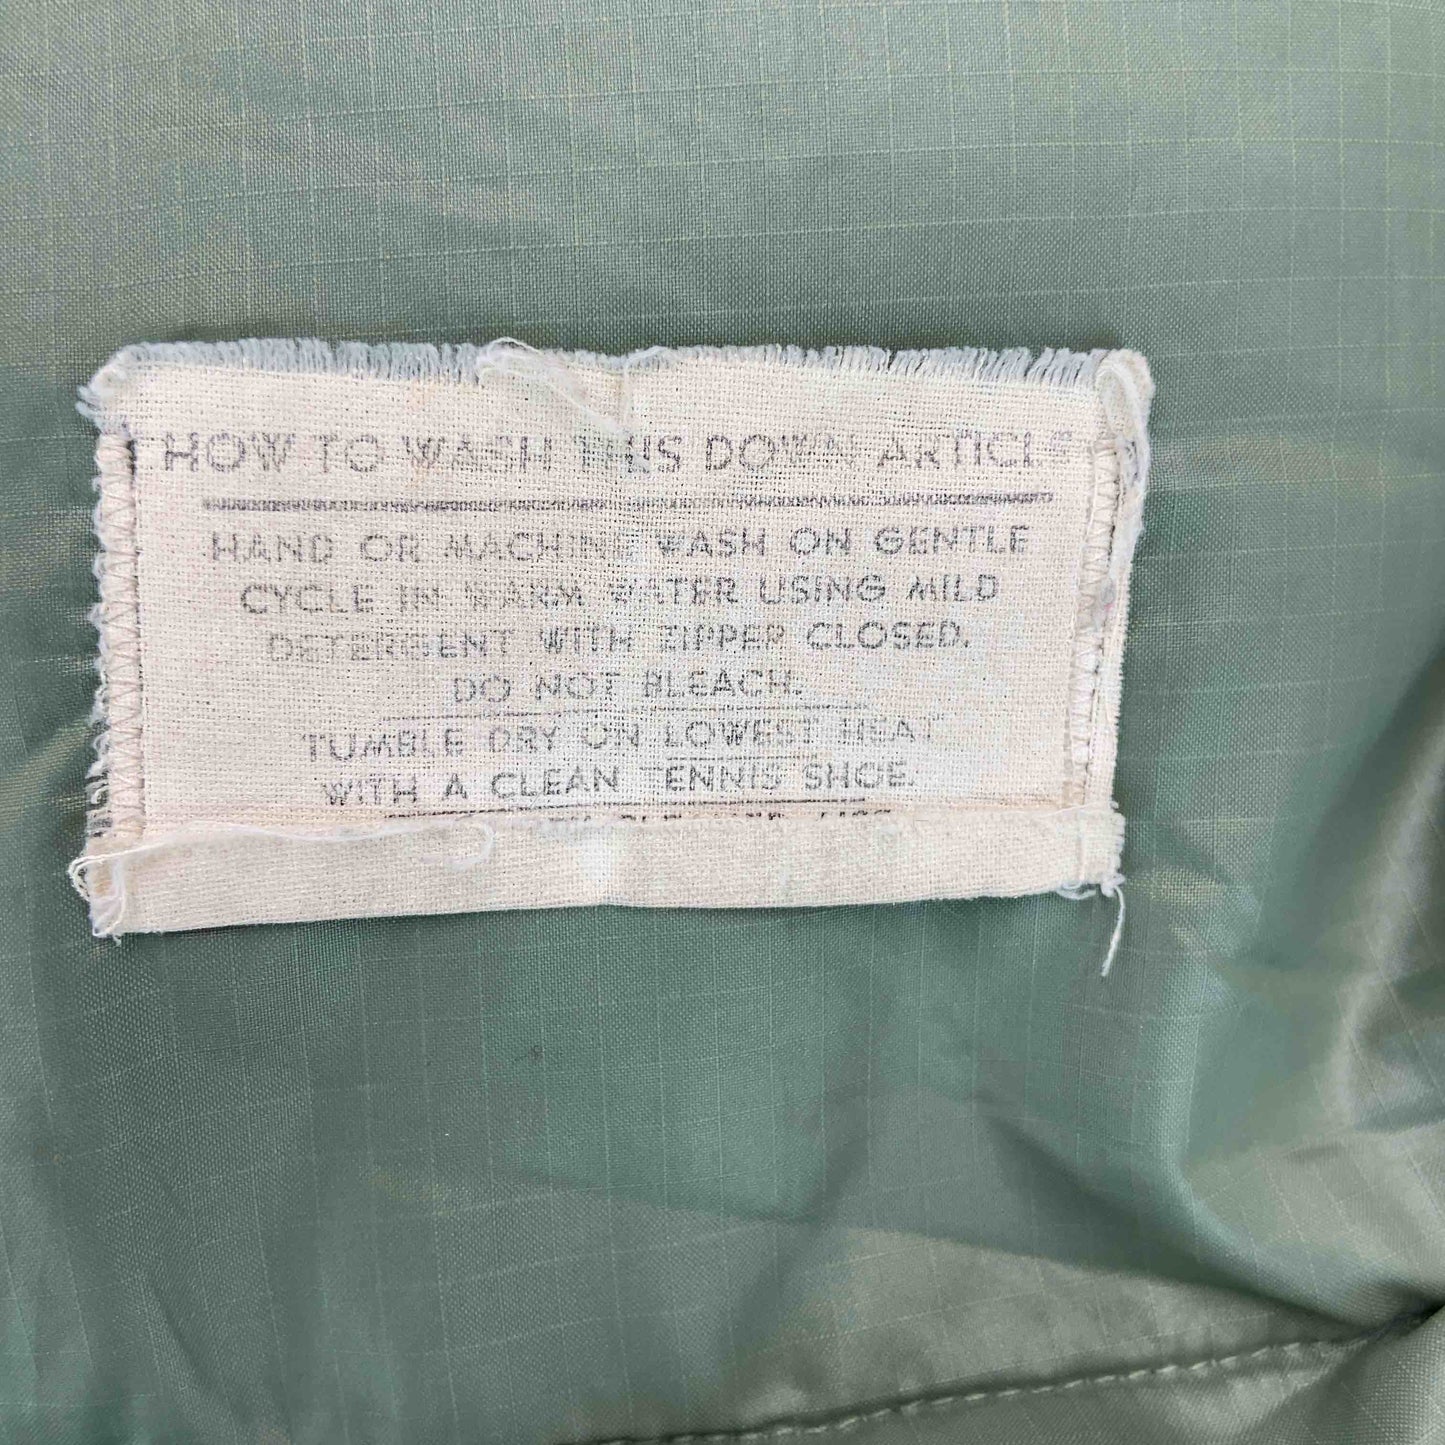 HOW TO WASH THIS DOWN ARTICLE
HAND OR MACHINE WASH ON GENTLE
CYCLE IN WARM WATER USING MILD
DETERGENT WITH ZIPPER CLOSED.
DO NOT BLEACH.
TUMBLE DRY ON LOWEST HEAT
WITH A CLEAN TENNIS SHOE.